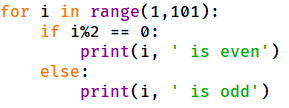 for i in range(1,101):
    if i%2 == 0:
        print(i, ' is even')
    else:
        print(i, ' is odd')